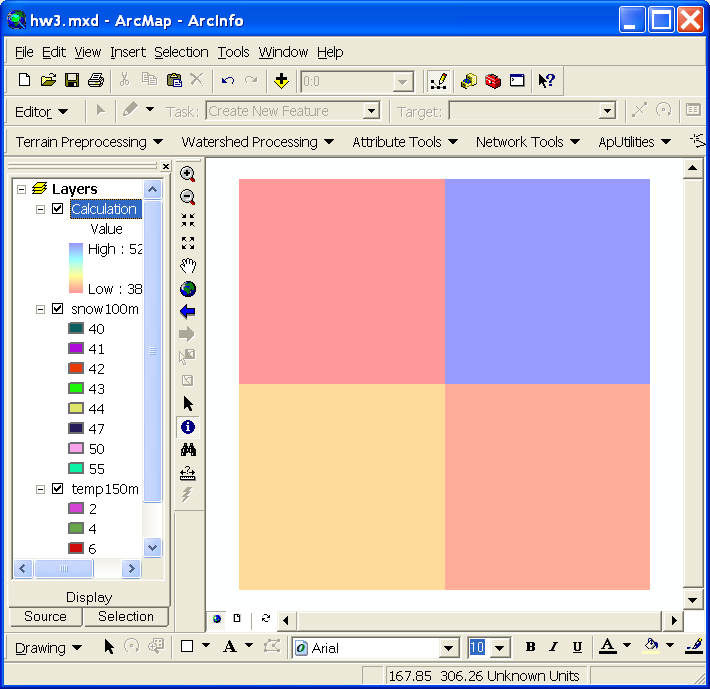 hw3.mxd - ArcMap - ArcInfo
File Edit View Insert Selection Tools Window Help
0:0
Editor Task: Create New Feature Target:
Terrain Preprocessing Watershed Processing Attribute Tools Network Tools ApUtilities
Layers
Calculation
Value
High : 52
Low : 38
snow100m
40
41
42
43
44
47
50
55
temp150m
2
4
6
Display
Source Selection
Drawing A Arial 10 B I U A
167.85 306.26 Unknown Units